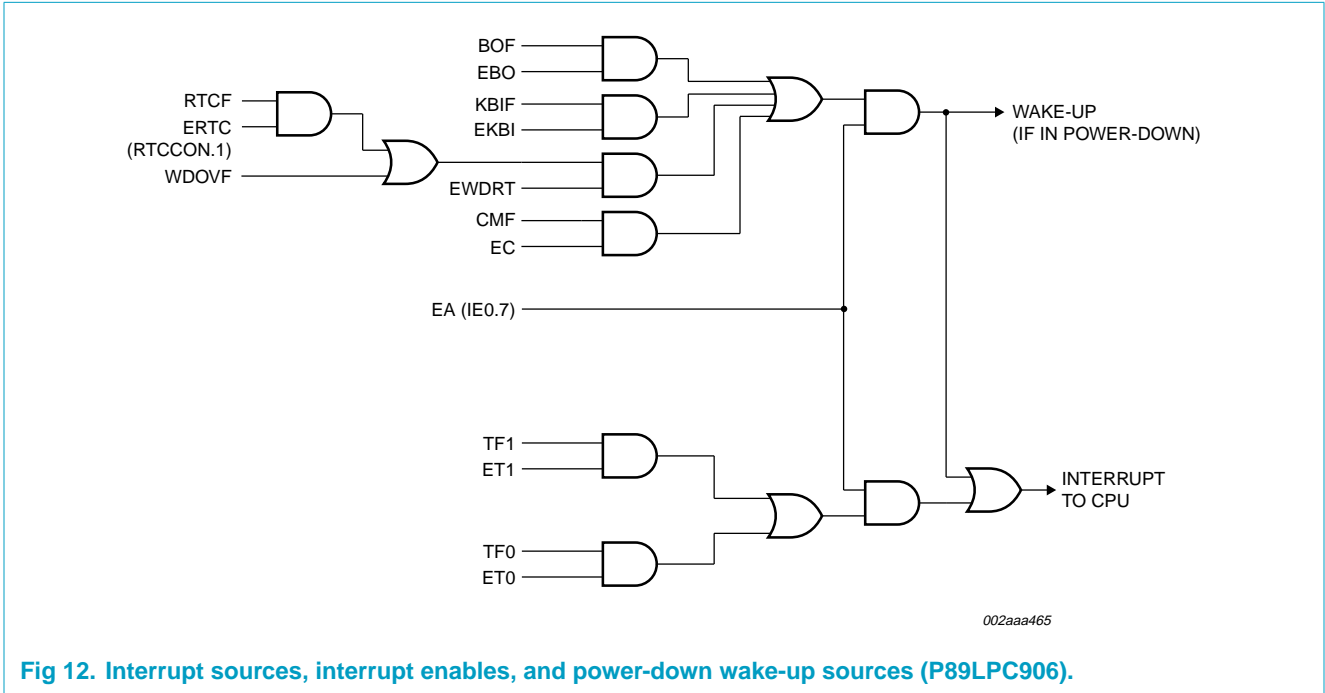 BOF
EBO
RTCF
KBIF
ERTC
EKBI
(RTCCON.1)
WDOVF
EWDRT
CMF
EC
WAKE-UP
(IF IN POWER-DOWN)
EA (IE0.7)
TF1
ET1
INTERRUPT
TO CPU
TF0
ET0
002aaa465
Fig 12. Interrupt sources, interrupt enables, and power-down wake-up sources (P89LPC906).